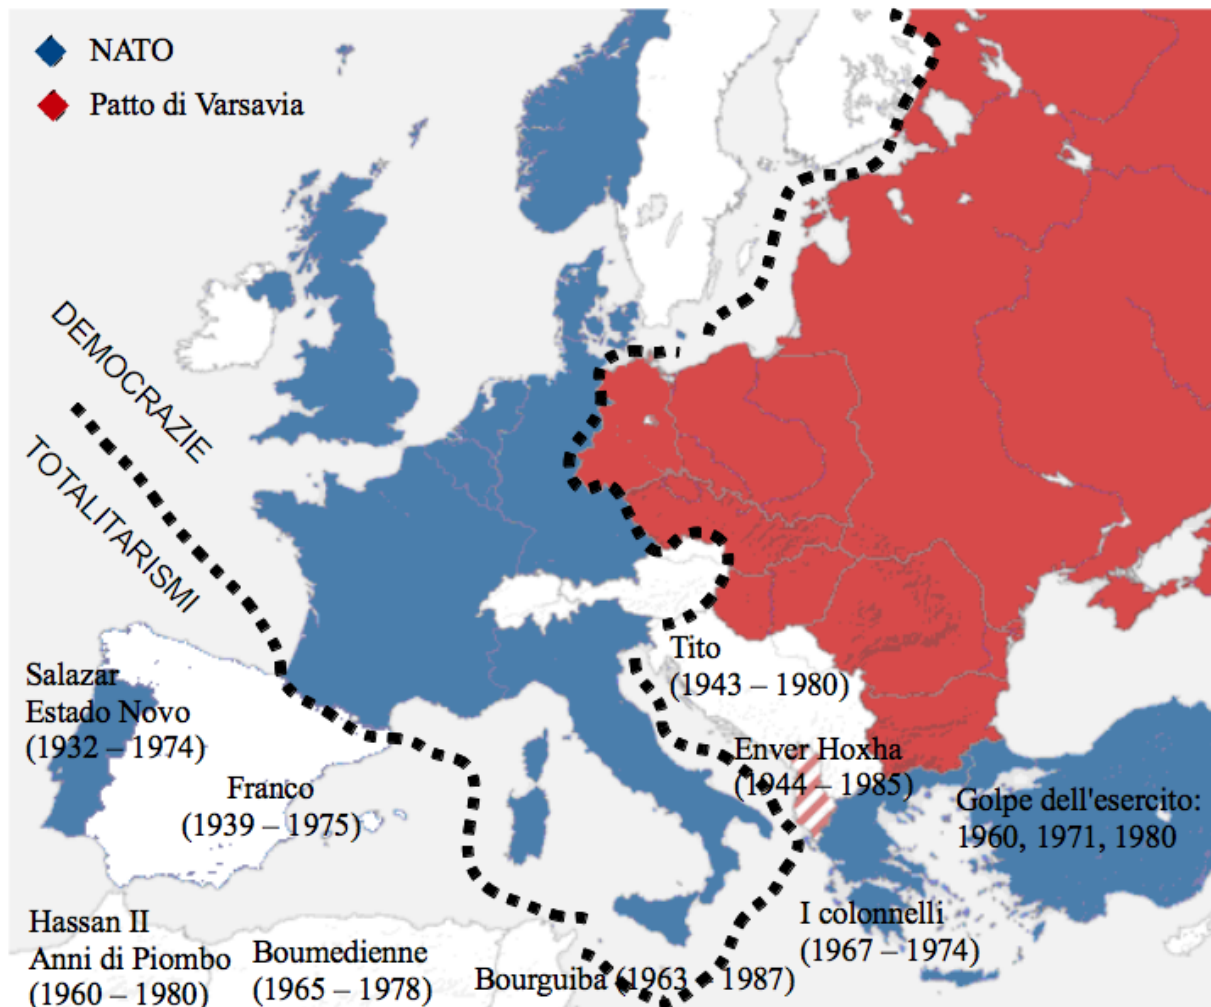 NATO
Patto di Varsavia
DEMOCRAZIE
TOTALITARISMI
Salazar
Estado Novo
(1932 – 1974)
Franco
(1939 – 1975)
Tito
(1943 – 1980)
Enver Hoxha
(1944 – 1985)
Golpe dell'esercito:
1960, 1971, 1980
I colonnelli
(1967 – 1974)
Hassan II
Anni di Piombo
(1960 – 1980)
Boumedienne
(1965 – 1978)
Bourguiba (1963 – 1987)